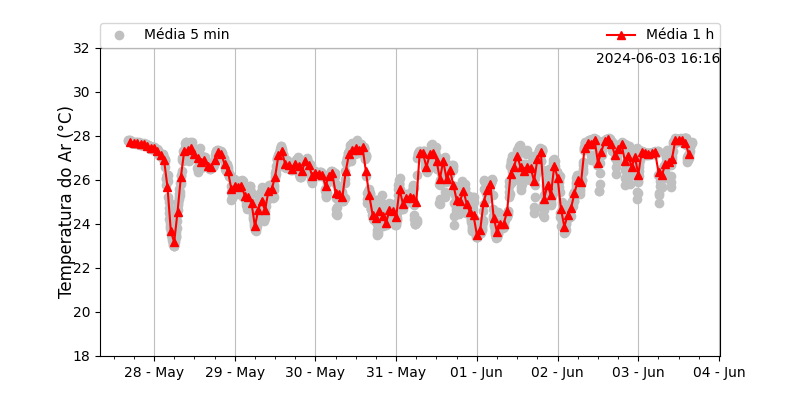 Média 5 min
Média 1 h
2024-06-03 16:16
Temperatura do Ar (°C)
32
30
28
26
24
22
20
18
28 - May
29 - May
30 - May
31 - May
01 - Jun
02 - Jun
03 - Jun
04 - Jun